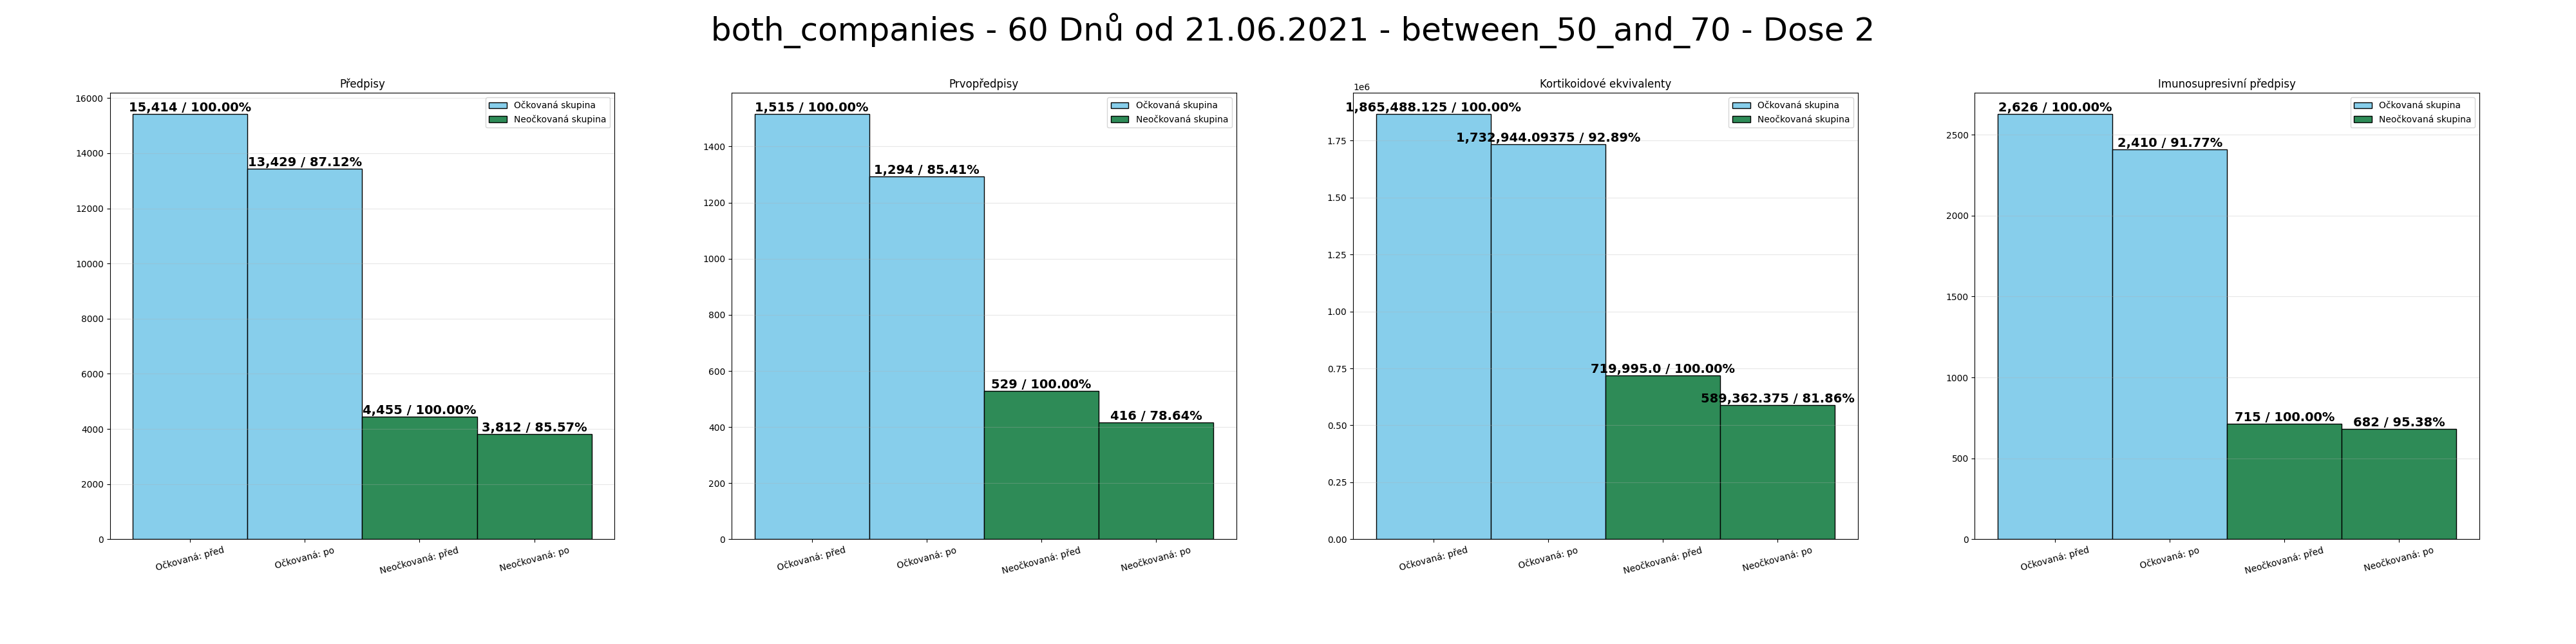 both_companies - 60 Dnů od 21.06.2021 - between_50_and_70 - Dose 2
Předpisy
16000
14000
12000
10000
8000
6000
4000
2000
0
15,414 / 100.00%
13,429 / 87.12%
4,455 / 100.00%
3,812 / 85.57%
Očkovaná skupina
Neočkovaná skupina
Očkovaná: před
Očkovaná: po
Neočkovaná: před
Neočkovaná: po
Prvopředpisy
1400
1200
1000
800
600
400
200
0
1,515 / 100.00%
1,294 / 85.41%
529 / 100.00%
416 / 78.64%
Očkovaná skupina
Neočkovaná skupina
Očkovaná: před
Očkovaná: po
Neočkovaná: před
Neočkovaná: po
Kortikoidové ekvivalenty
1e6
1.75
1.50
1.25
1.00
0.75
0.50
0.25
0.00
1,865,488.125 / 100.00%
1,732,944.09375 / 92.89%
719,995.0 / 100.00%
589,362.375 / 81.86%
Očkovaná skupina
Neočkovaná skupina
Očkovaná: před
Očkovaná: po
Neočkovaná: před
Neočkovaná: po
Imunosupresivní předpisy
2500
2000
1500
1000
500
0
2,626 / 100.00%
2,410 / 91.77%
715 / 100.00%
682 / 95.38%
Očkovaná skupina
Neočkovaná skupina
Očkovaná: před
Očkovaná: po
Neočkovaná: před
Neočkovaná: po